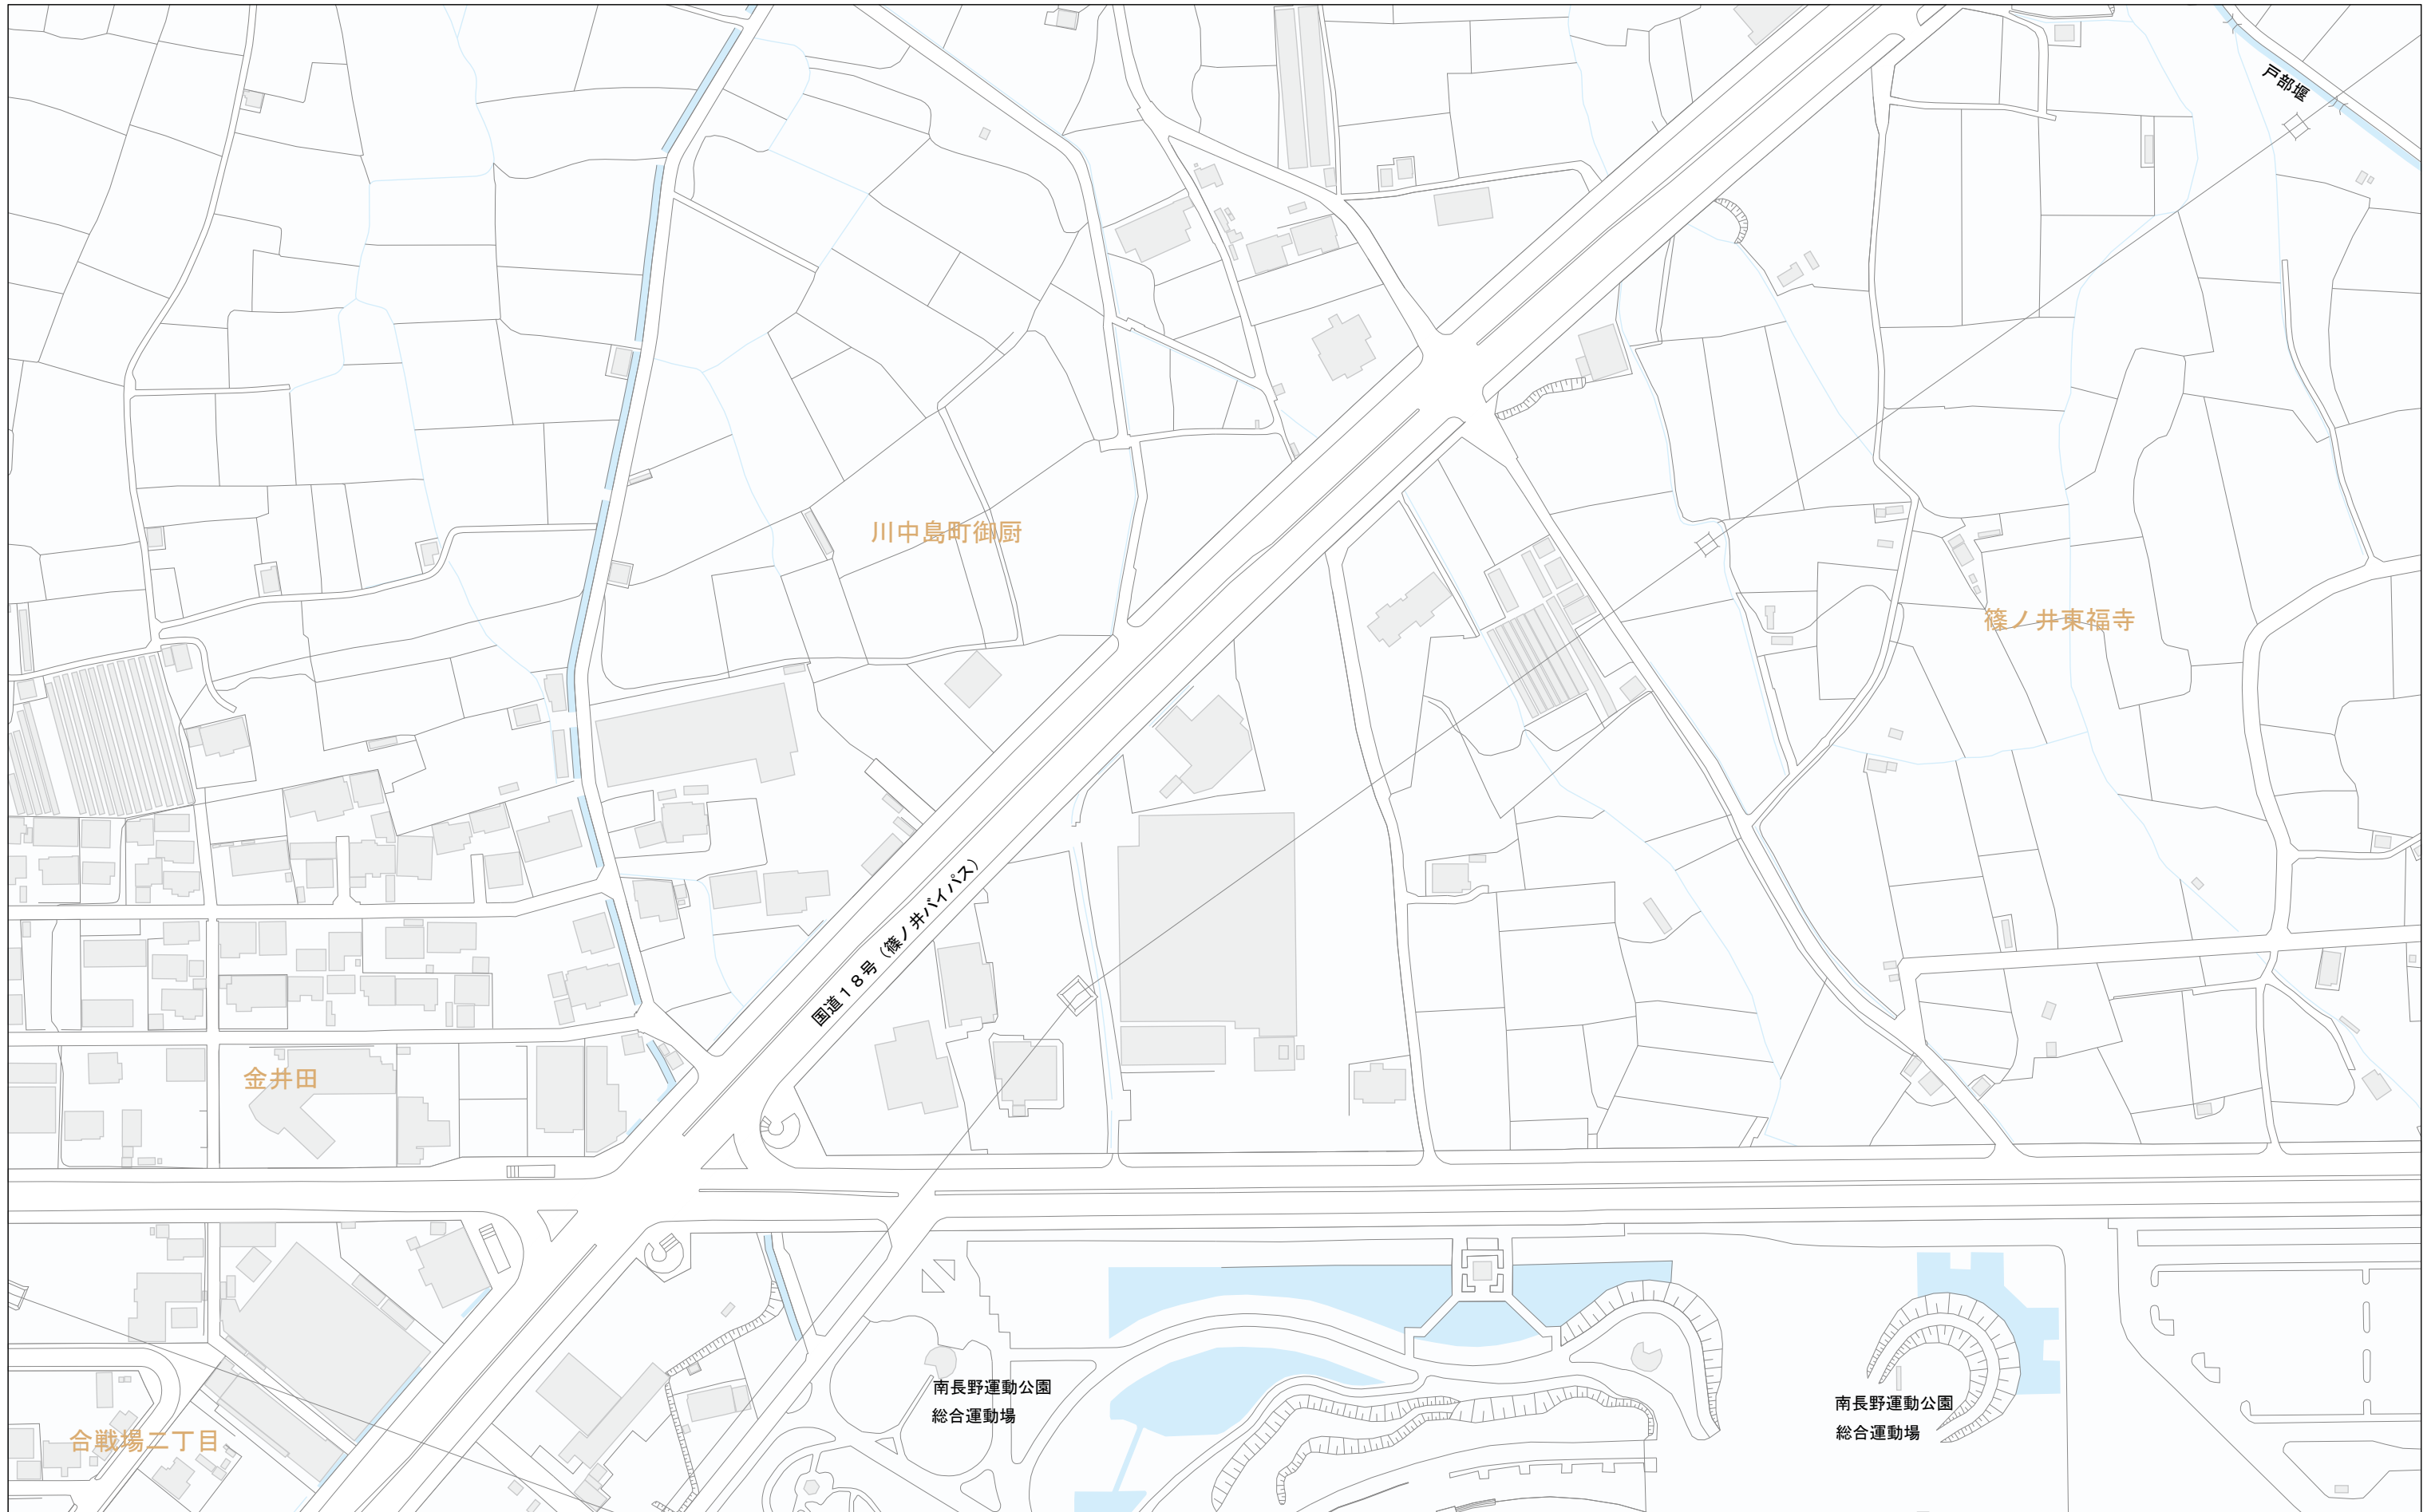 戸部堰
川中島町御厨
篠ノ井東福寺
国道18号（篠ノ井バイパス）
金井田
南長野運動公園
総合運動場
南長野運動公園
総合運動場
合戦場二丁目